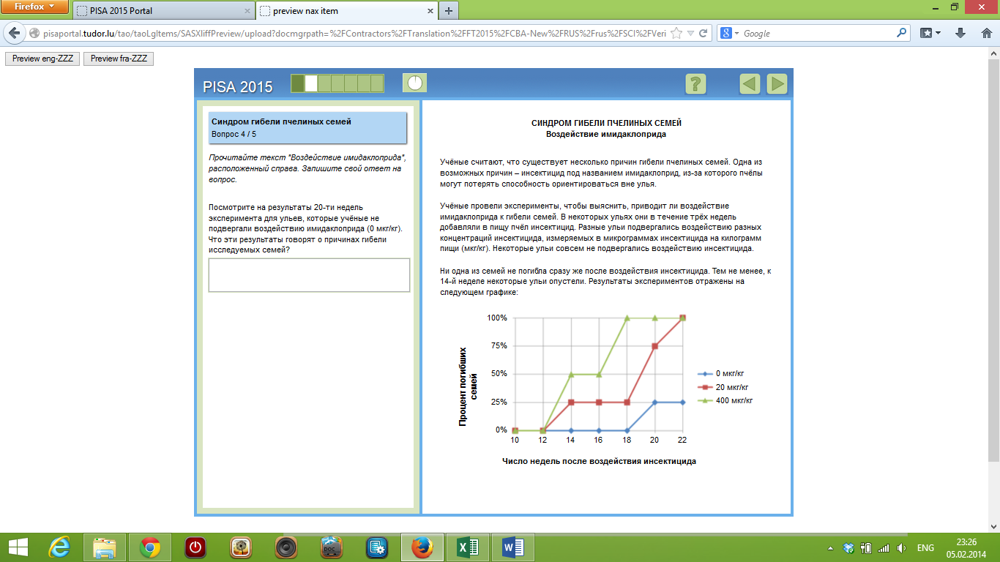 Firefox
PISA 2015 Portal
preview nax item
pisaportal.tudor.lu/tao/taoLgItems/SASXliffPreview/upload?docmgrpath=%2FContractors%2FTranslation%2FFT2015%2FCBA-New%2FRUS%2Frus%2FSCI%2FVeri
Google
Preview eng-ZZZ
Preview fra-ZZZ
PISA 2015
?
Синдром гибели пчелиных семей
Вопрос 4 / 5
Прочитайте текст "Воздействие имидаклоприда",
расположенный справа. Запишите свой ответ на
вопрос.
Посмотрите на результаты 20-ти недель
эксперимента для ульев, которые учёные не
подвергали воздействию имидаклоприда (0 мкг/кг).
Что эти результаты говорят о причинах гибели
исследуемых семей?
СИНДРОМ ГИБЕЛИ ПЧЕЛИНЫХ СЕМЕЙ
Воздействие имидаклоприда
Учёные считают, что существует несколько причин гибели пчелиных семей. Одна из
возможных причин – инсектицид под названием имидаклоприд, из-за которого пчёлы
могут потерять способность ориентироваться вне улья.
Учёные провели эксперименты, чтобы выяснить, приводит ли воздействие
имидаклоприда к гибели семей. В некоторых ульях они в течение трёх недель
добавляли в пищу пчёл инсектицид. Разные ульи подвергались воздействию разных
концентраций инсектицида, измеряемых в микрограммах инсектицида на килограмм
пищи (мкг/кг). Некоторые ульи совсем не подвергались воздействию инсектицида.
Ни одна из семей не погибла сразу же после воздействия инсектицида. Тем не менее, к
14-й неделе некоторые ульи опустели. Результаты экспериментов отражены на
следующем графике:
Процент погибших
семей
100%
75%
50%
25%
0%
10 12 14 16 18 20 22
Число недель после воздействия инсектицида
0 мкг/кг
20 мкг/кг
400 мкг/кг
DOC
ENG
23:26
05.02.2014